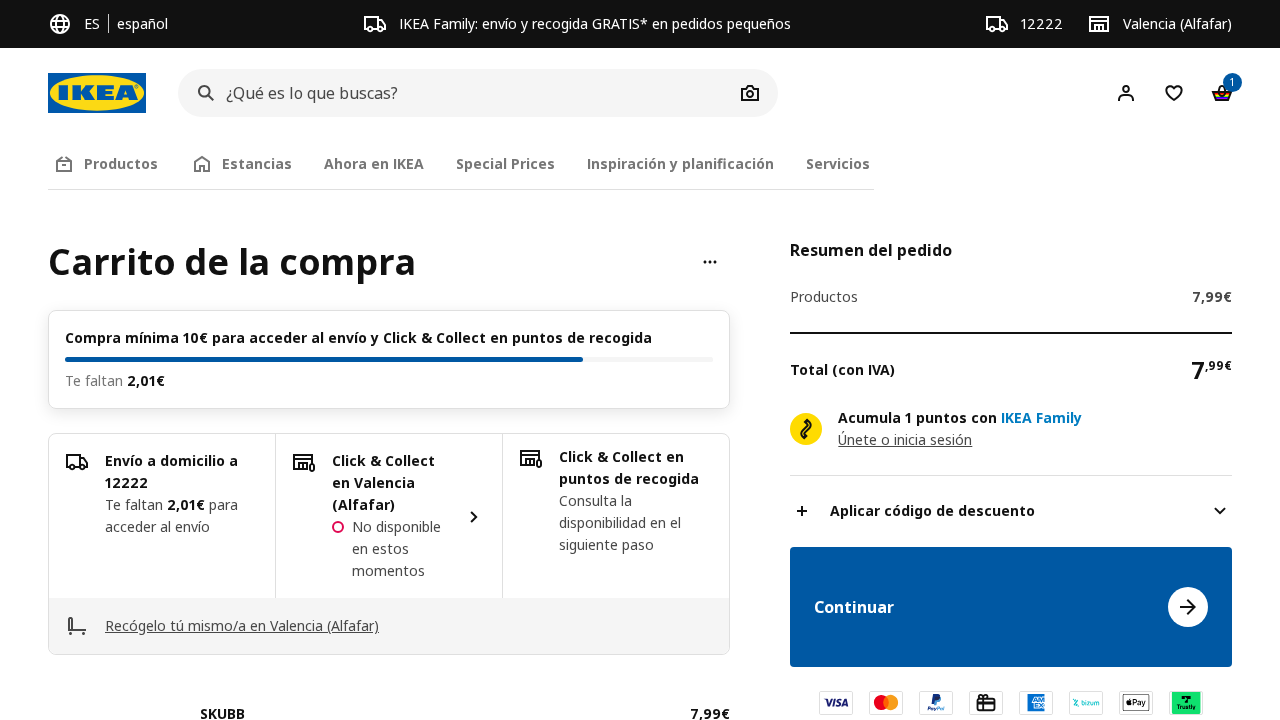 ES español
IKEA Family: envío y recogida GRATIS* en pedidos pequeños
12222
Valencia (Alfafar)
IKEA
¿Qué es lo que buscas?
1
Productos
Estancias
Ahora en IKEA
Special Prices
Inspiración y planificación
Servicios
Carrito de la compra
Compra mínima 10€ para acceder al envío y Click & Collect en puntos de recogida
Te faltan 2,01€
Envío a domicilio a
12222
Te faltan 2,01€ para
acceder al envío
Click & Collect
en Valencia
(Alfafar)
No disponible
en estos
momentos
Click & Collect en
puntos de recogida
Consulta la
disponibilidad en el
siguiente paso
Recógelo tú mismo/a en Valencia (Alfafar)
SKUBB
7,99€
Resumen del pedido
Productos 7,99€
Total (con IVA) 7,99€
Acumula 1 puntos con IKEA Family
Únete o inicia sesión
Aplicar código de descuento
Continuar
VISA
PayPal
AMEX
bizum
Pay
Trustly